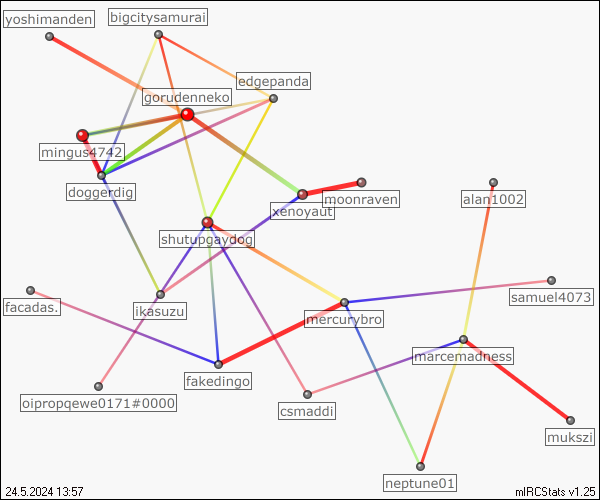 yoshimanden
bigcitysamurai
edgepanda
gorudenneko
mingus4742
doggerdig
xenoyaut
moonraven
alan1002
shutupgaydog
facadas.
ikasuzu
samuel4073
mercurybro
marcemadness
fakedingo
oipropqewe0171#0000
csmaddi
mukszi
neptune01
24.5.2024 13:57
mIRCStats v1.25